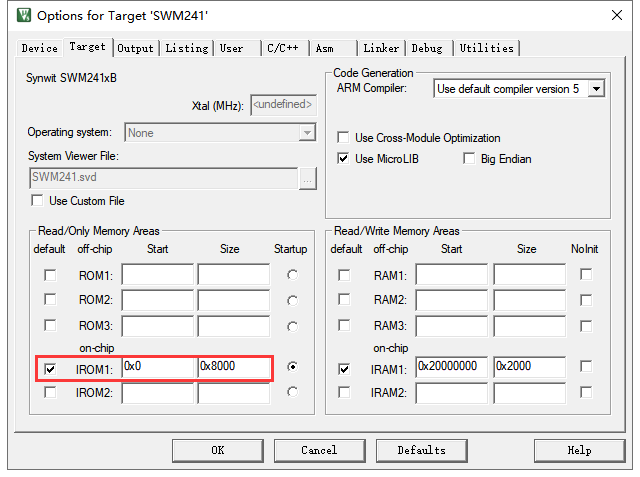 Options for Target 'SWM241'
Device Target Output Listing User C/C++ Asm Linker Debug Utilities
Synwit SWM241xB
Xtal (MHz): <undefined>
Operating system: None
System Viewer File:
SWM241.svd ...
Use Custom File
Code Generation
ARM Compiler: Use default compiler version 5
Use Cross-Module Optimization
Use MicroLIB Big Endian
Read/Only Memory Areas
default off-chip Start Size Startup
ROM1:
ROM2:
ROM3:
on-chip
IROM1: 0x0 0x8000
IROM2:
Read/Write Memory Areas
default off-chip Start Size NoInit
RAM1:
RAM2:
RAM3:
on-chip
IRAM1: 0x20000000 0x2000
IRAM2:
OK Cancel Defaults Help